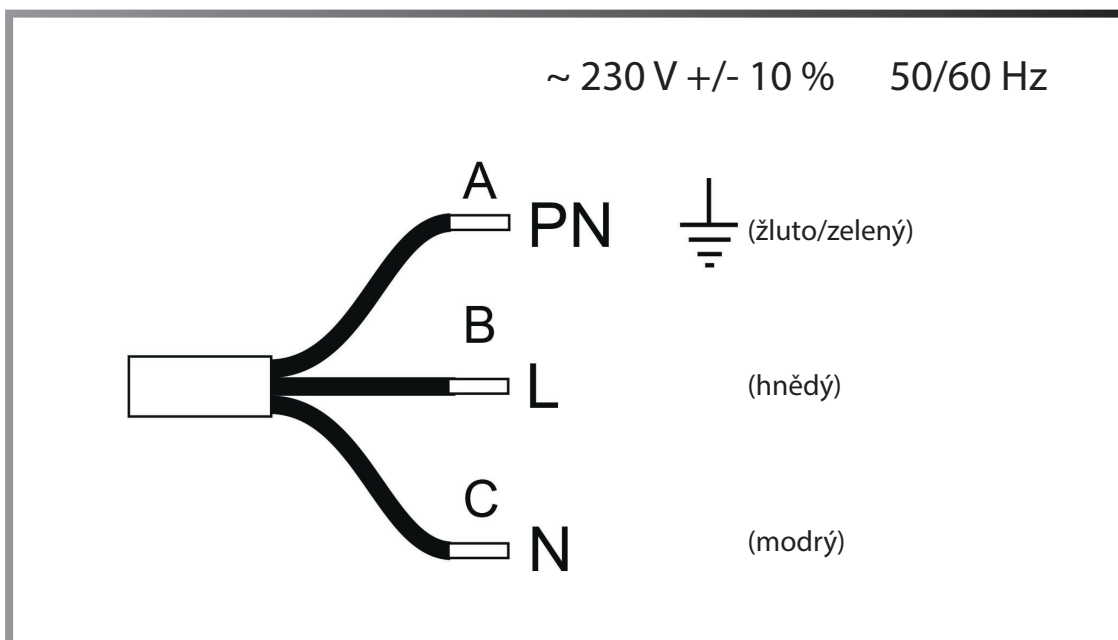 ~ 230 V +/- 10 % 50/60 Hz
A
PN (žluto/zelený)
B
L (hnědý)
C
N (modrý)